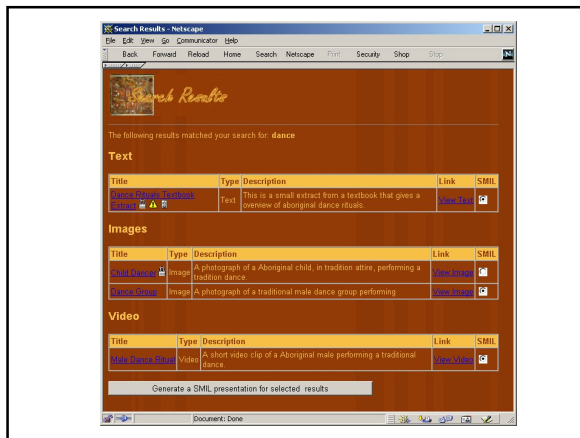 Search Results - Netscape
File Edit View Go Communicator Help
Back Forward Reload Home Search Netscape Print Security Shop Stop
Search Results
The following results matched your search for: dance
Text
Title Type Description Link SMIL
Dance Rituals Textbook Extract Text This is a small extract from a textbook that gives a overview of aboriginal dance rituals. View Text
Images
Title Type Description Link SMIL
Child Dancer Image A photograph of a Aboriginal child, in tradition attire, performing a tradition dance. View Image
Dance Group Image A photograph of a traditional male dance group performing View Image
Video
Title Type Description Link SMIL
Male Dance Ritual Video A short video clip of a Aboriginal male performing a traditional dance. View Video
Generate a SMIL presentation for selected results
Document: Done